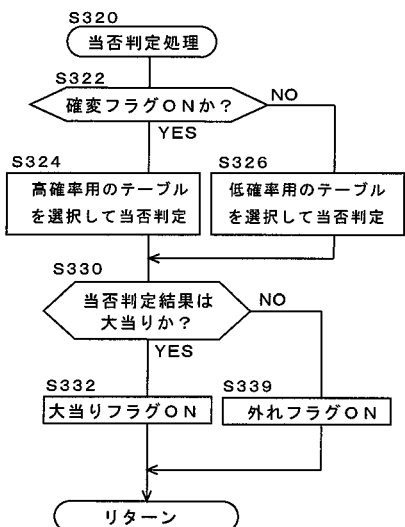 S320
当否判定処理
S322
確変フラグONか?
NO
YES
S324
高確率用のテーブル
を選択して当否判定
S326
低確率用のテーブル
を選択して当否判定
S330
当否判定結果は
大当りか?
NO
YES
S332
大当りフラグON
S339
外れフラグON
リターン